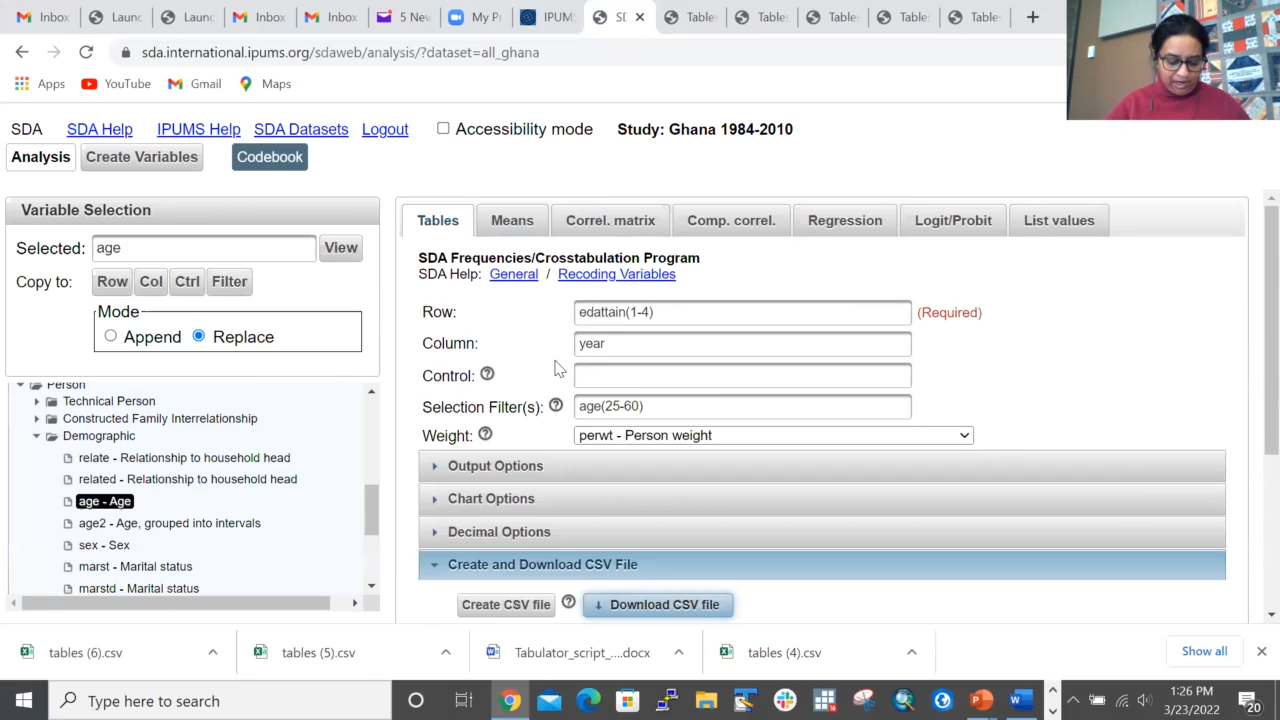 Inbox
Launc
Launc
Inbox
Inbox
5 New
My Pr
IPUMS
SD
Tables
Tables
Tables
Tables
Tables
sda.international.ipums.org/sdaweb/analysis/?dataset=all_ghana
Apps
YouTube
Gmail
Maps
SDA
SDA Help
IPUMS Help
SDA Datasets
Logout
Accessibility mode
Study: Ghana 1984-2010
Analysis
Create Variables
Codebook
Variable Selection
Selected: age View
Copy to: Row Col Ctrl Filter
Mode
Append Replace
Person
Technical Person
Constructed Family Interrelationship
Demographic
relate - Relationship to household head
related - Relationship to household head
age - Age
age2 - Age, grouped into intervals
sex - Sex
marst - Marital status
marstd - Marital status
Tables
Means
Correl. matrix
Comp. correl.
Regression
Logit/Probit
List values
SDA Frequencies/Crosstabulation Program
SDA Help: General / Recoding Variables
Row: edattain(1-4) (Required)
Column: year
Control:
Selection Filter(s): age(25-60)
Weight: perwt - Person weight
Output Options
Chart Options
Decimal Options
Create and Download CSV File
Create CSV file
Download CSV file
tables (6).csv
tables (5).csv
Tabulator_script_....docx
tables (4).csv
Show all
Type here to search
1:26 PM
3/23/2022
20